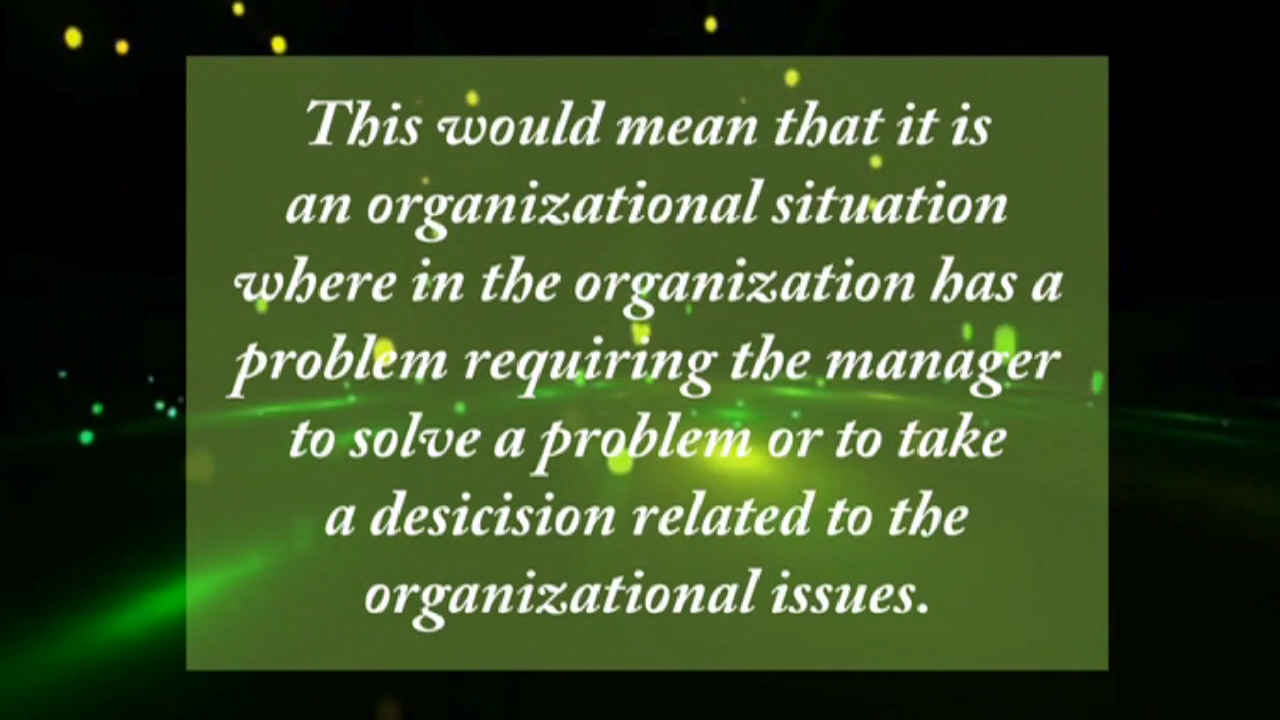 This would mean that it is
an organizational situation
where in the organization has a
problem requiring the manager
to solve a problem or to take
a desicision related to the
organizational issues.